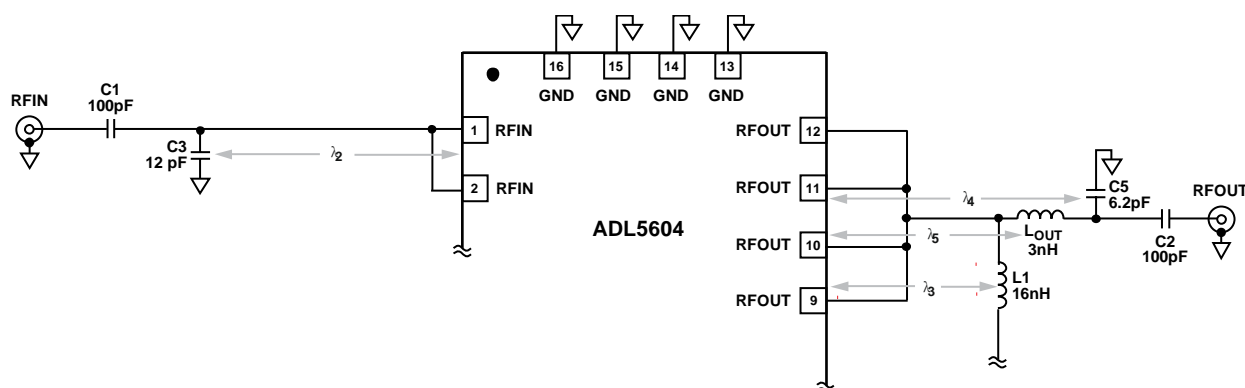 16
15
14
13
GND
GND
GND
GND
RFIN
C1
100pF
1
RFIN
C3
12 pF
λ2
2
RFIN
ADL5604
RFOUT
12
RFOUT
11
RFOUT
10
RFOUT
9
λ4
λ5
λ3
LOUT
3nH
L1
16nH
C5
6.2pF
RFOUT
C2
100pF